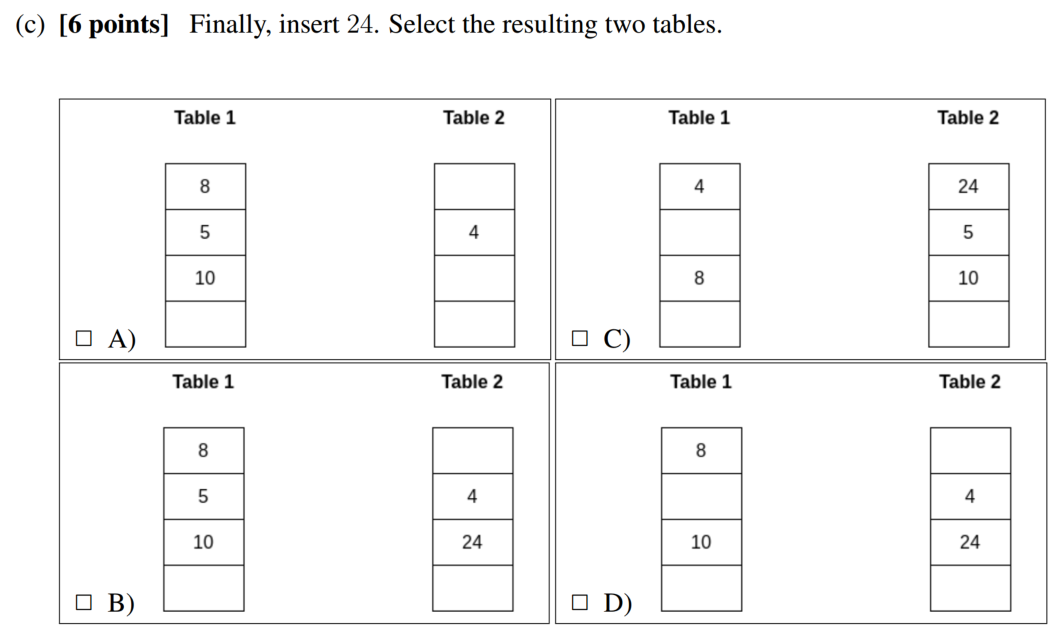 (c) [6 points] Finally, insert 24. Select the resulting two tables.
Table 1 Table 2
8
5 4
10
A)
Table 1 Table 2
4 24
5
8 10
C)
Table 1 Table 2
8
5 4
10 24
B)
Table 1 Table 2
8
4
10 24
D)